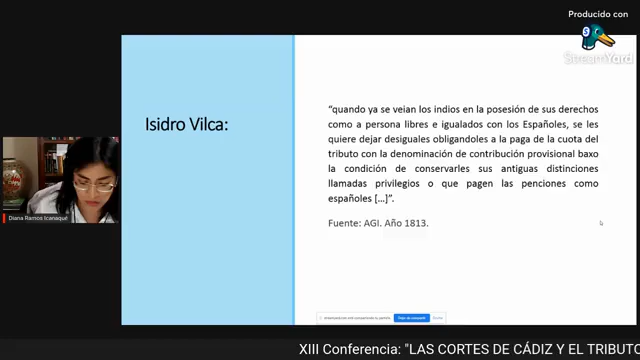 Producido con
StreamYard
Isidro Vilca:
“quando ya se veian los indios en la posesión de sus derechos
como a persona libres e igualados con los Españoles, se les
quiere dejar desiguales obligandoles a la paga de la cuota del
tributo con la denominación de contribución provisional baxo
la condición de conservarles sus antiguas distinciones
llamadas privilegios o que pagen las penciones como
españoles […]”.
Fuente: AGI. Año 1813.
Diana Ramos Icanaqué
XIII Conferencia: "LAS CORTES DE CÁDIZ Y EL TRIBUTO